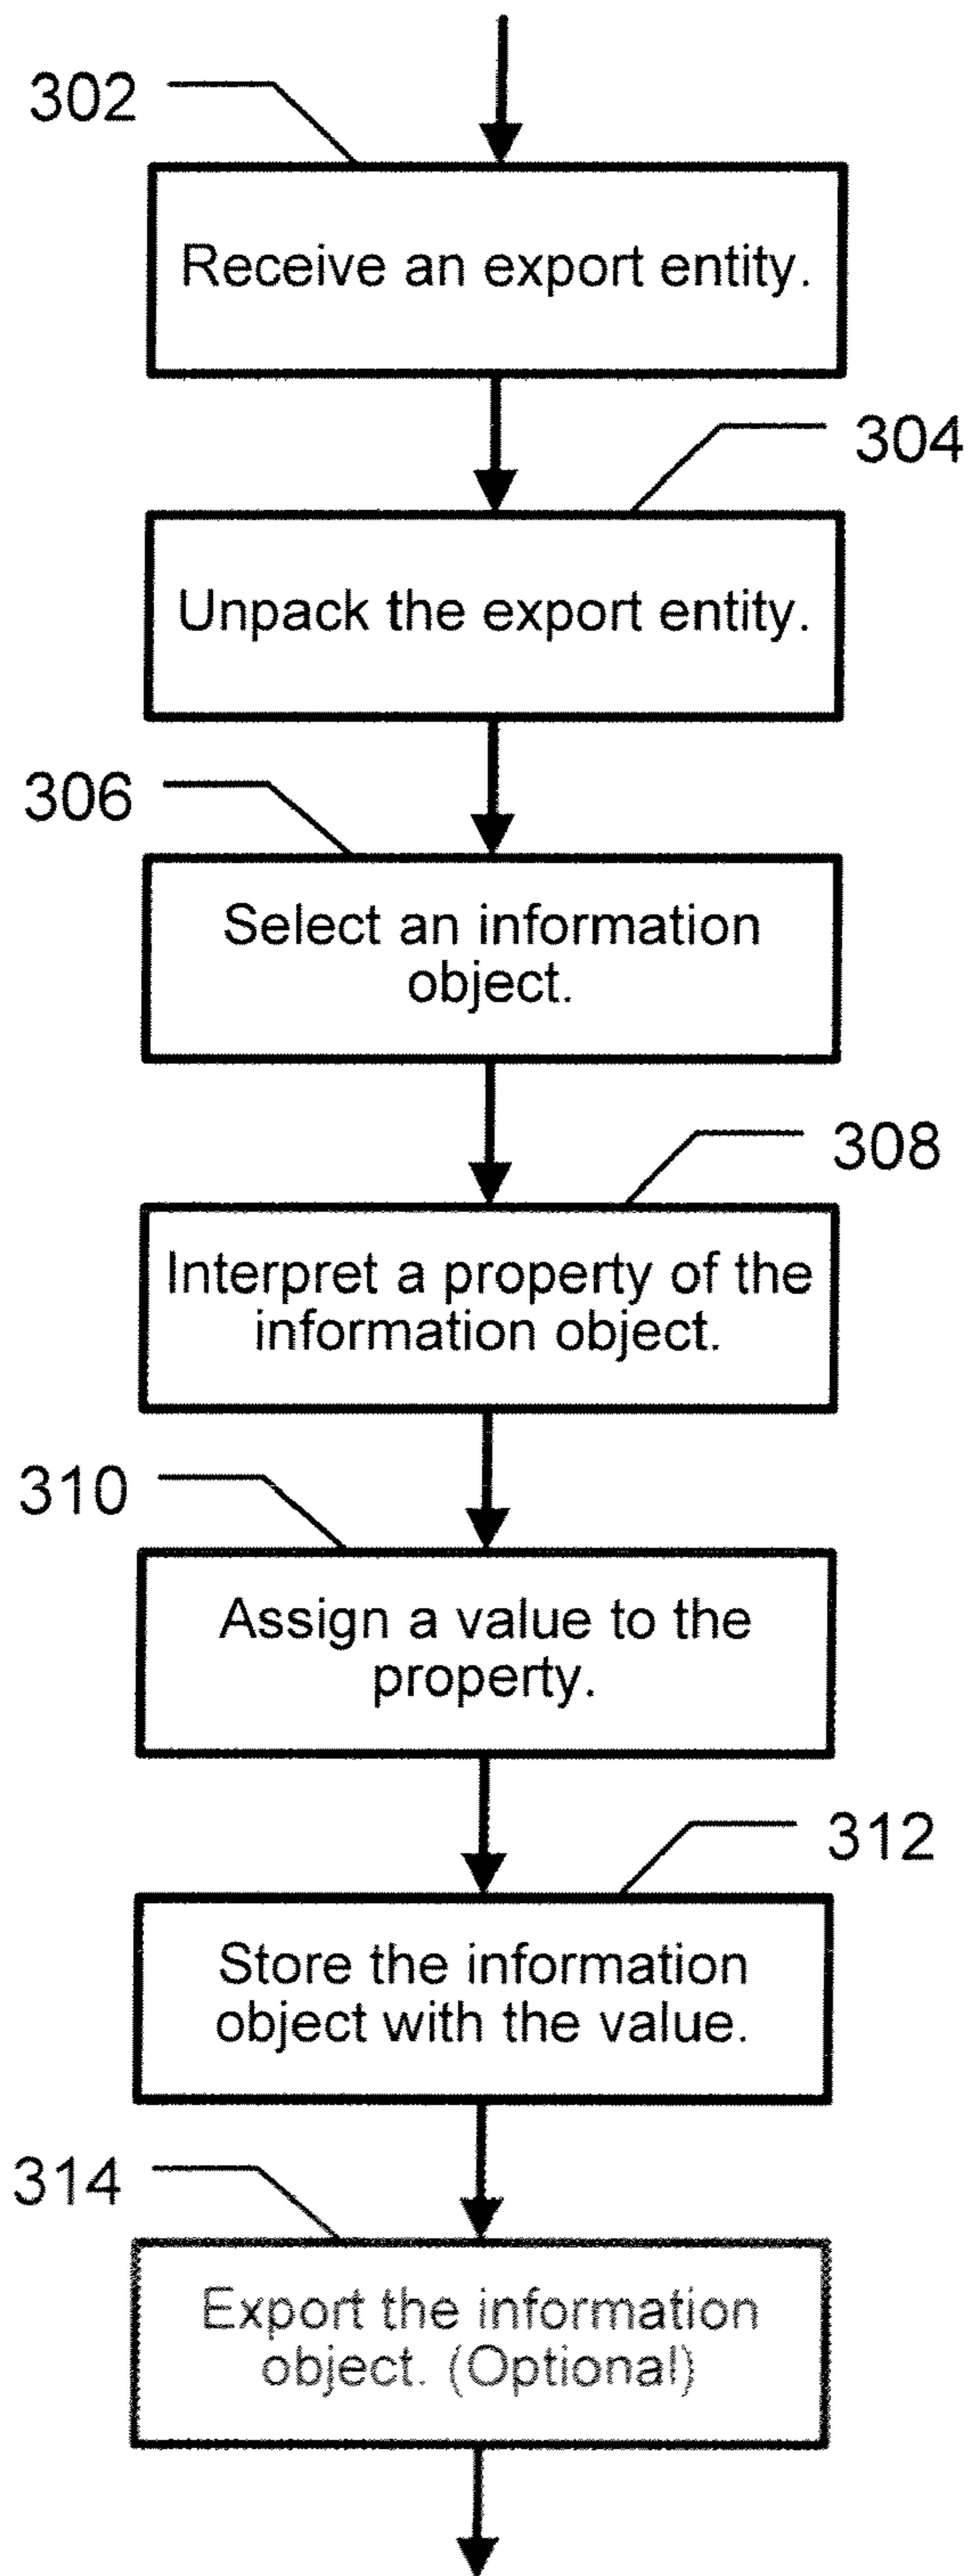 302
Receive an export entity.
304
Unpack the export entity.
306
Select an information
object.
308
Interpret a property of the
information object.
310
Assign a value to the
property.
312
Store the information
object with the value.
314
Export the information
object. (Optional)